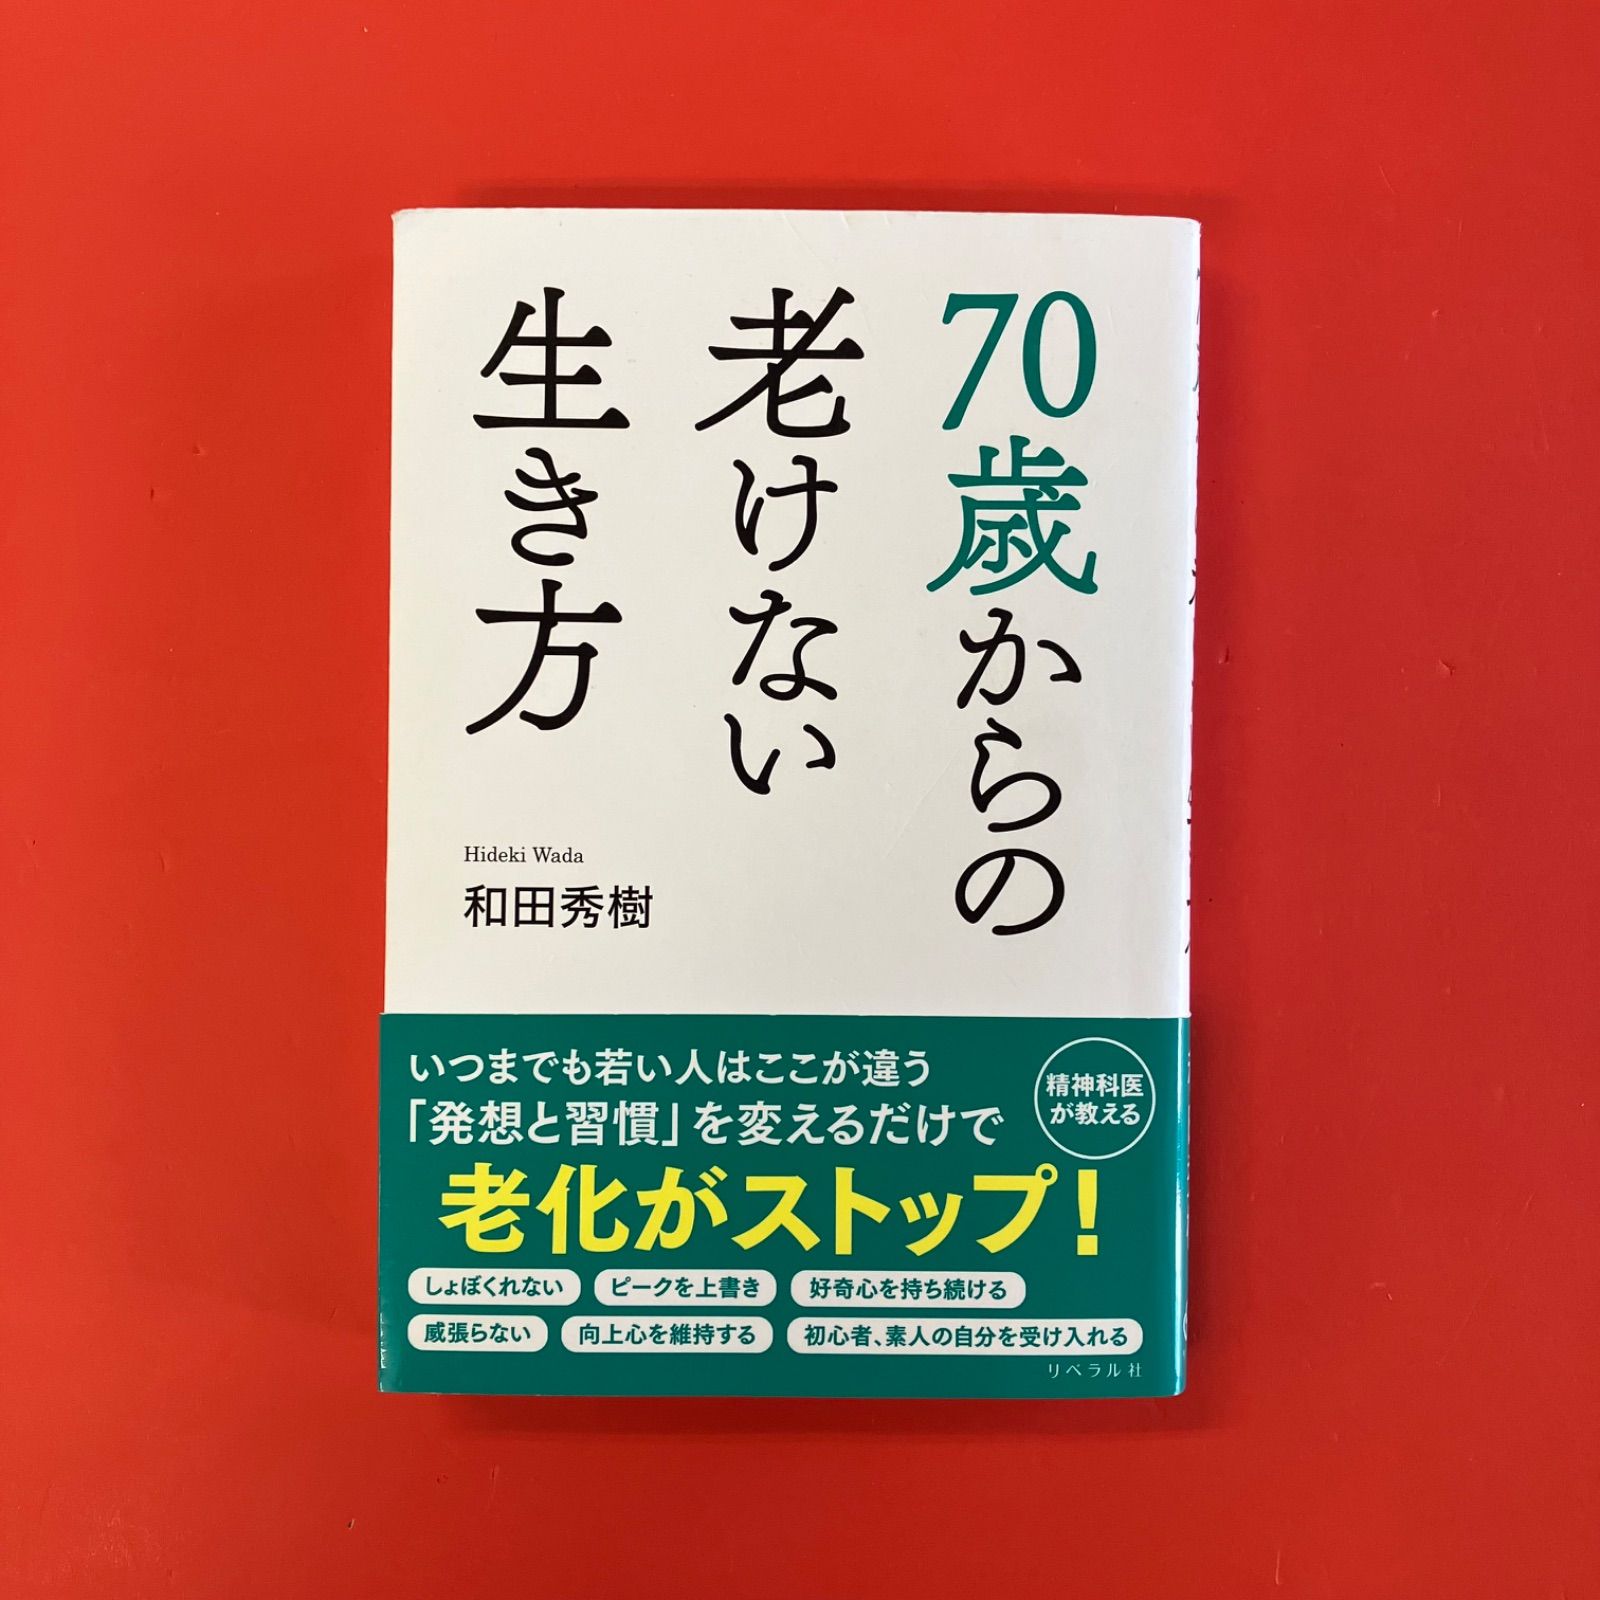 70歳からの
老けない
生き方
Hideki Wada
和田秀樹
いつまでも若い人はここが違う
「発想と習慣」を変えるだけで
精神科医
が教える
老化がストップ!
しょぼくれない
ピークを上書き
好奇心を持ち続ける
威張らない
向上心を維持する
初心者、素人の自分を受け入れる
リベラル社